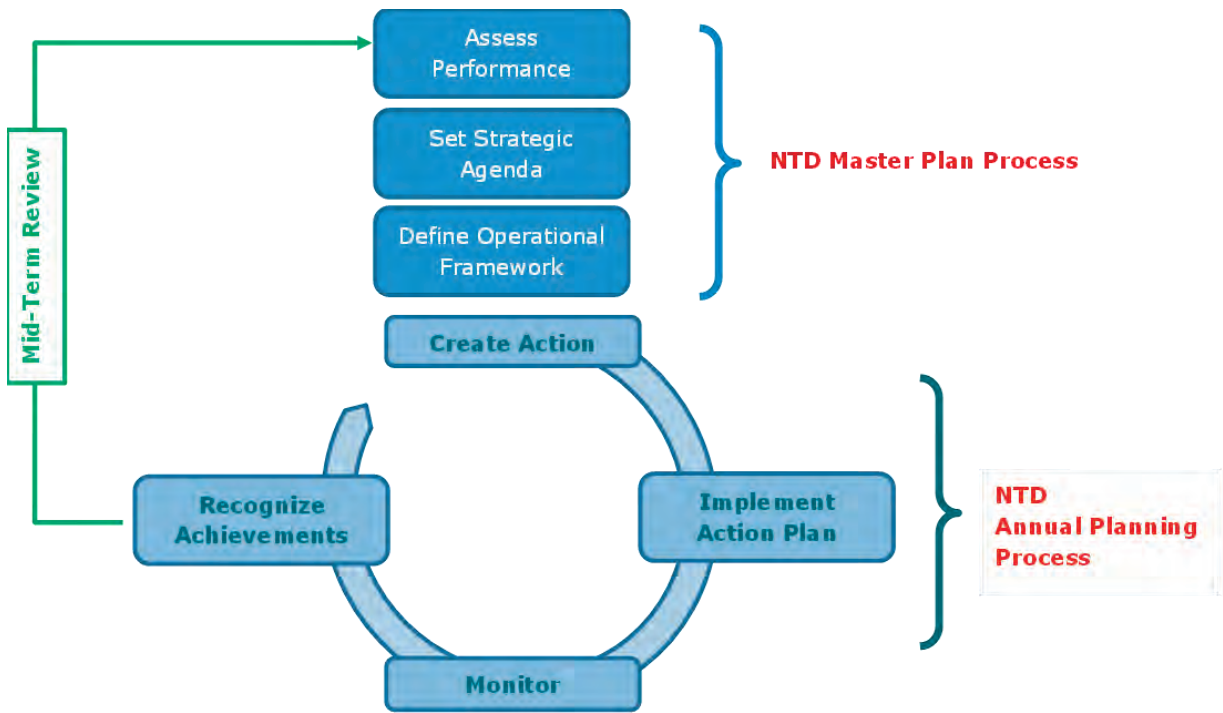 Assess
Performance
Set Strategic
Agenda
NTD Master Plan Process
Define Operational
Framework
Mid-Term Review
Create Action
Recognize
Achievements
Implement
Action Plan
NTD
Annual Planning
Process
Monitor